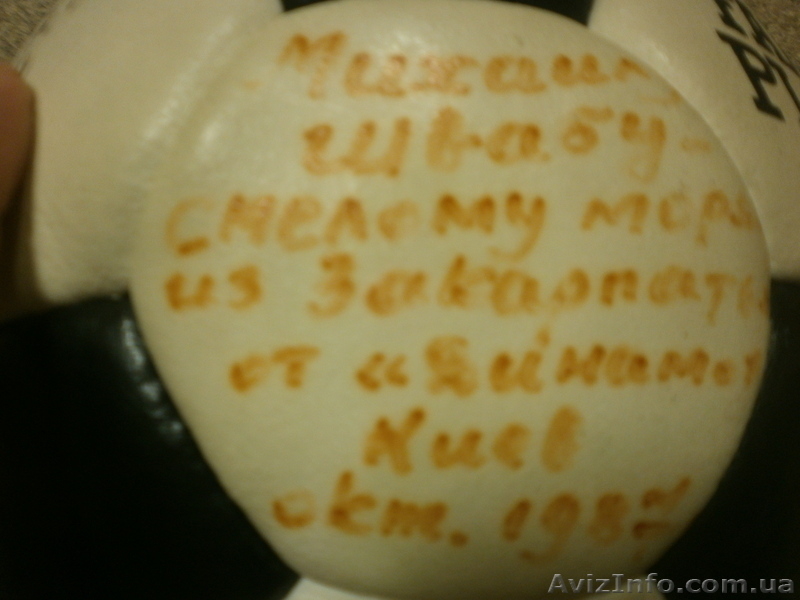 Михаилу
Швабу-
смелому моря
из Закарпатья
от "Динамо"
Киев
окт. 1987
AvizInfo.com.ua